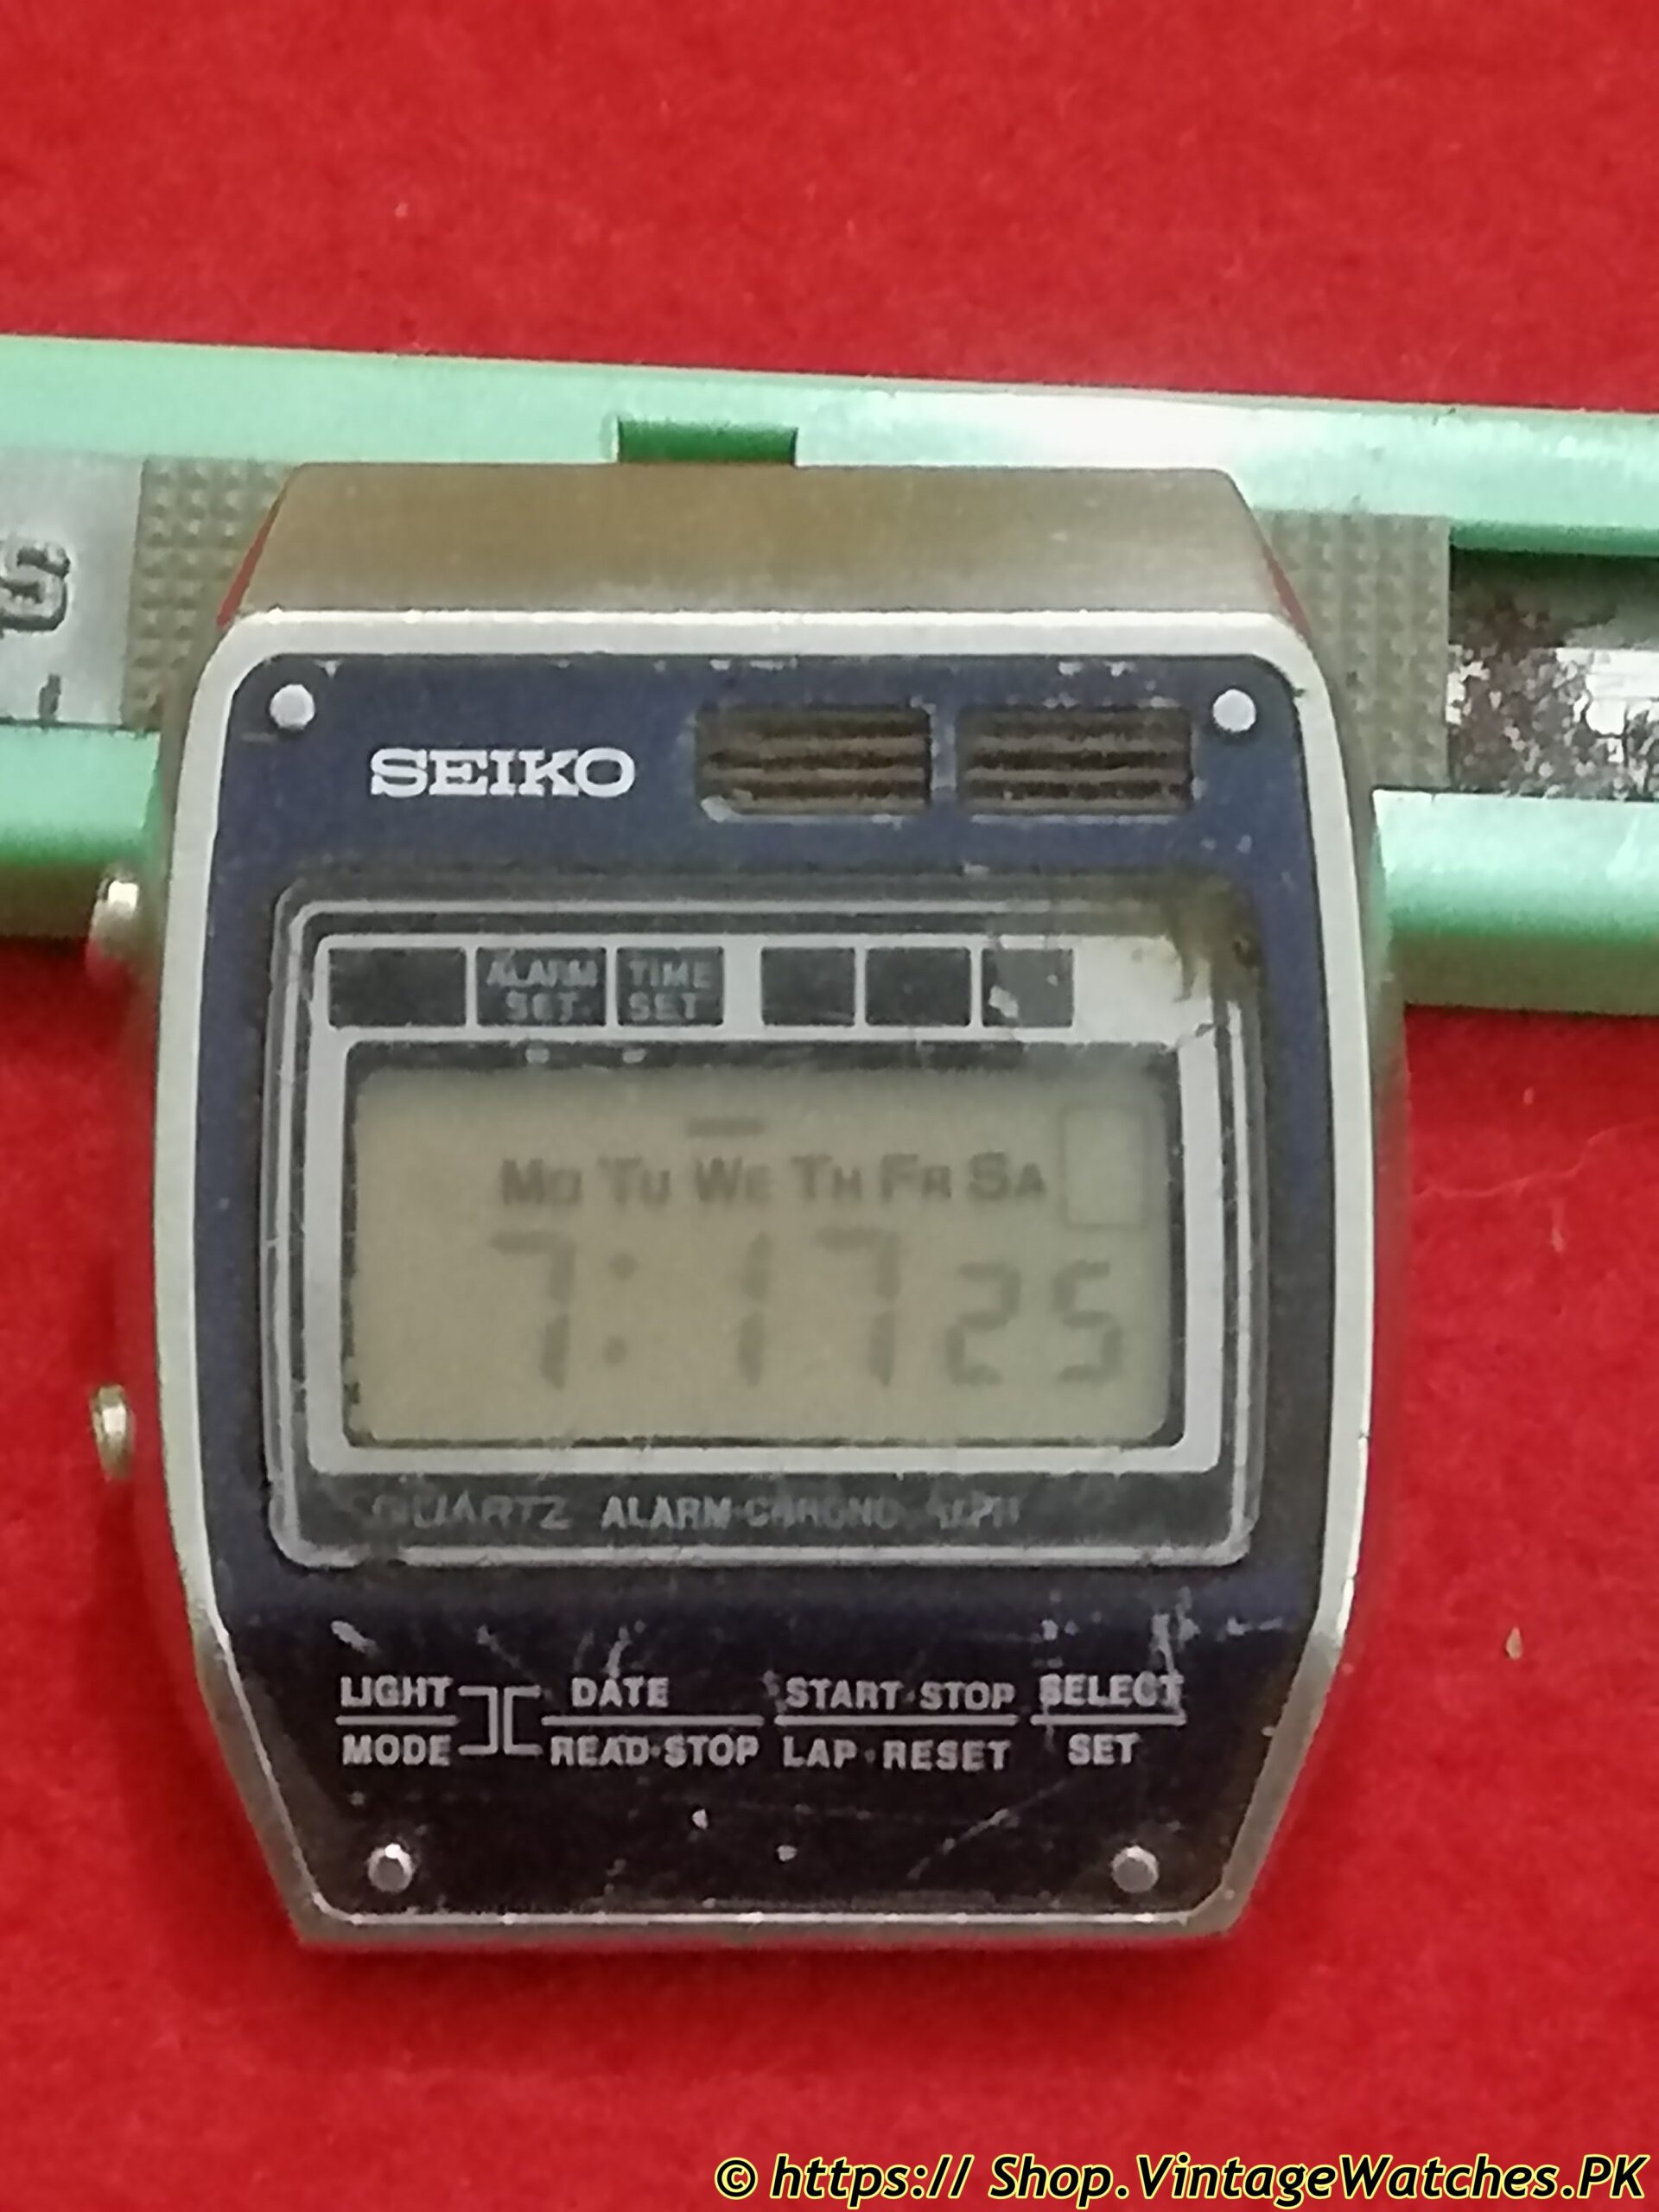 SEIKO
ALARM SET
TIME SET
MO TU WE TH FR SA
7:17 25
QUARTZ ALARM·CHRONO
LIGHT DATE START·STOP SELECT
MODE READ·STOP LAP·RESET SET
© https:// Shop.VintageWatches.PK